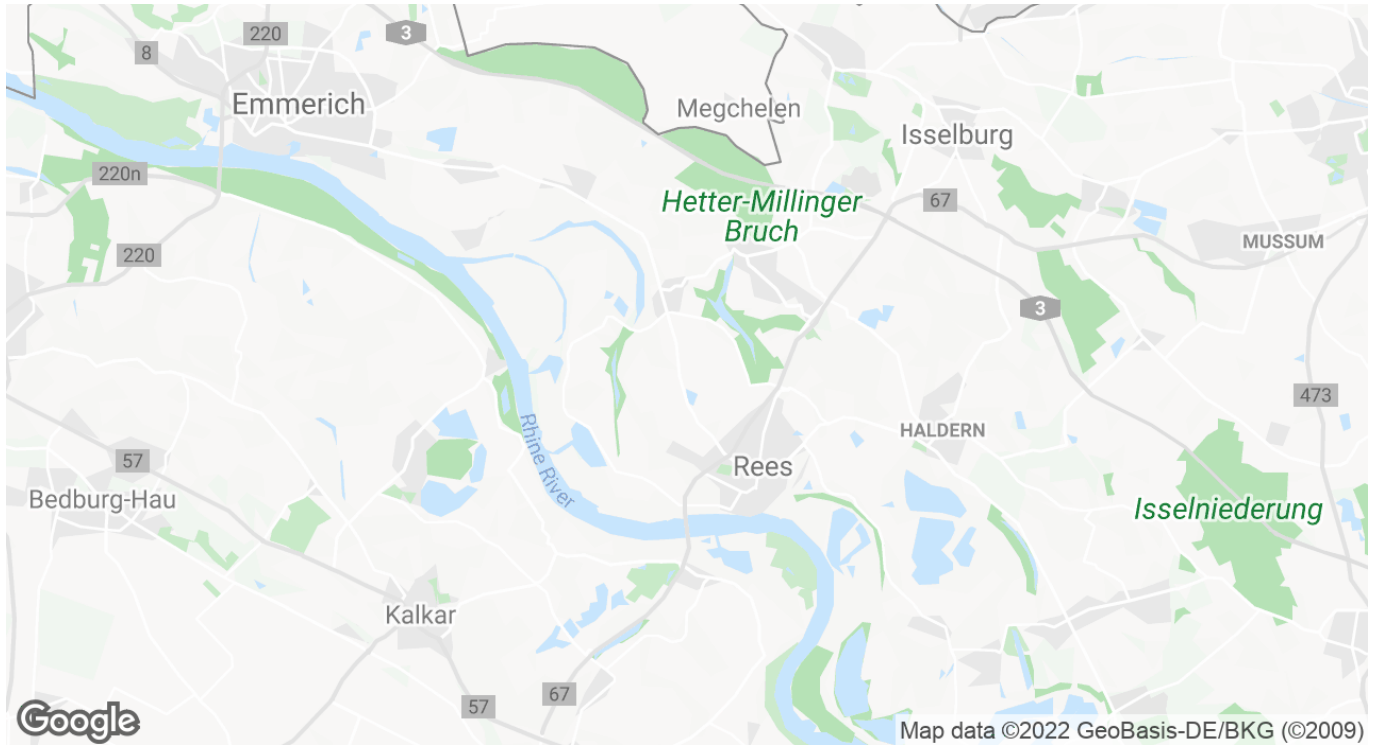 220
3
8
Emmerich
Megchelen
Isselburg
220n
67
Hetter-Millinger
Bruch
MUSSUM
220
3
473
Rhine River
HALDERN
57
Rees
Bedburg-Hau
Isselniederung
Kalkar
67
57
Google
Map data ©2022 GeoBasis-DE/BKG (©2009)